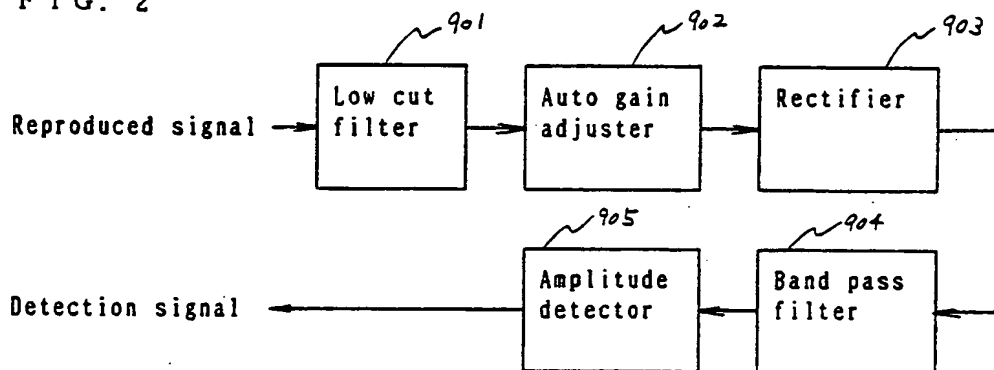 FIG. 2
901
902
903
Low cut
filter
Auto gain
adjuster
Rectifier
Reproduced signal
905
904
Amplitude
detector
Band pass
filter
Detection signal